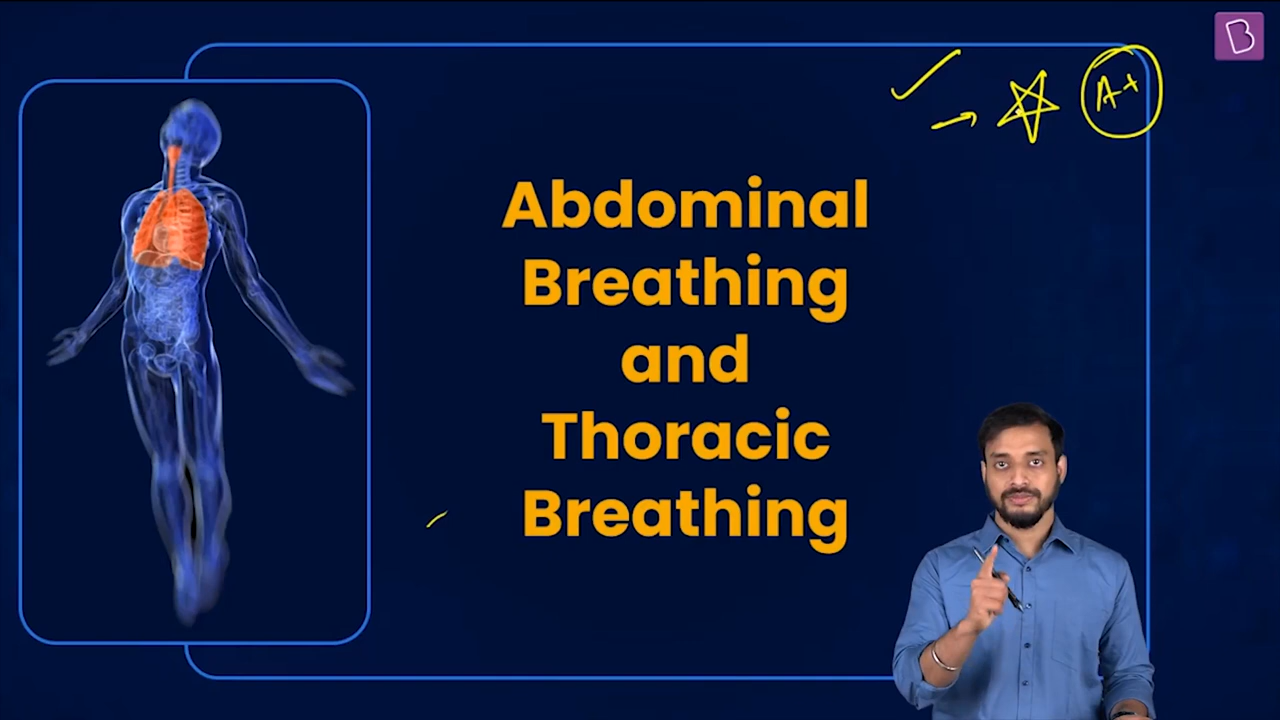 A+
Abdominal
Breathing
and
Thoracic
Breathing